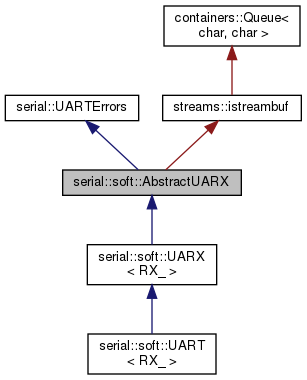 containers::Queue<
char, char >
serial::UARTErrors
streams::istreambuf
serial::soft::AbstractUARX
serial::soft::UARX
< RX_ >
serial::soft::UART
< RX_ >